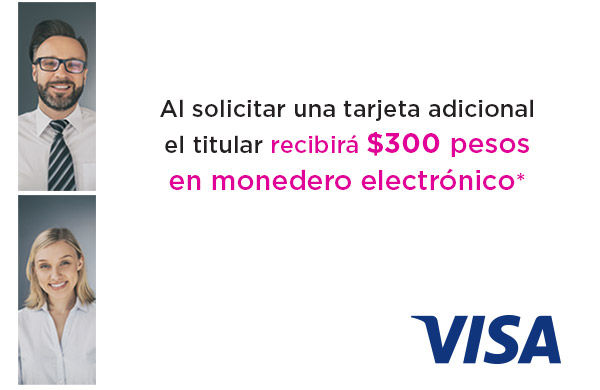 Al solicitar una tarjeta adicional
el titular recibirá $300 pesos
en monedero electrónico*
VISA